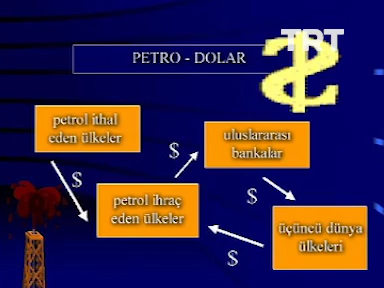 TRT
PETRO - DOLAR
petrol ithal
eden ülkeler
$
uluslararası
bankalar
$
petrol ihraç
eden ülkeler
$
üçüncü dünya
ülkeleri
$